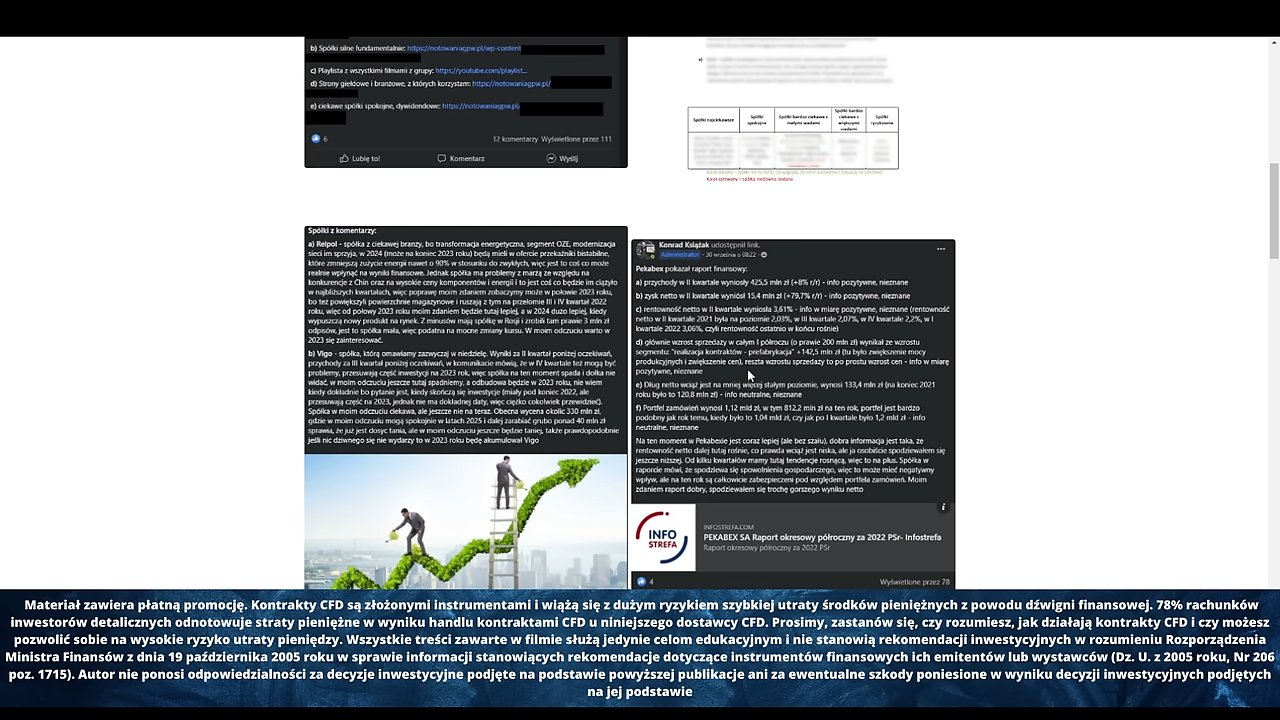 b) Spółki silne fundamentalnie: https://notowaniagpw.pl/wp-content
c) Playlista z wszystkimi filmami z grupy: https://youtube.com/playlist...
d) Strony giełdowe i branżowe, z których korzystam: https://notowaniagpw.pl/
e) ciekawe spółki spokojne, dywidendowe: https://notowaniagpw.pl/
6
12 komentarzy Wyświetlone przez 111
Lubię to!
Komentarz
Wyślij
Spółki najciekawsze
Spółki spokojne
Spółki bardzo ciekawe z małymi wadami
Spółki bardzo ciekawe z większymi wadami
Spółki ryzykowne
Kolor czerwony – spółka niedawno dodana
Spółki z komentarzy:
a) Relpol - spółka z ciekawej branży, bo transformacja energetyczna, segment OZE, modernizacja
sieci im sprzyja, w 2024 (może na koniec 2023 roku) będą mieli w ofercie przekaźniki bistabilne,
które zmniejszą zużycie energii nawet o 90% w stosunku do zwykłych, więc jest to coś co może
realnie wpłynąć na wyniki finansowe. Jednak spółka ma problemy z marżą ze względu na
konkurencje z Chin oraz na wysokie ceny komponentów i energii I to jest coś co będzie im ciążyło
w najbliższych kwartałach, więc poprawę moim zdaniem zobaczymy może w połowie 2023 roku,
bo też powiększyli powierzchnie magazynowe i ruszają z tym na przełomie III i IV kwartał 2022
roku, więc od połowy 2023 roku moim zdaniem będzie tutaj lepiej, a w 2024 dużo lepiej, kiedy
wypuszczą nowy produkt na rynek. Z minusów mają spółkę w Rosji i zrobili tam prawie 3 mln zł
odpisów, jest to spółka mała, więc podatna na mocne zmiany kursu. W moim odczuciu warto w
2023 się zainteresować.
b) Vigo - spółka, którą omawiamy zazwyczaj w niedzielę. Wyniki za II kwartał poniżej oczekiwań,
przychody za III kwartał poniżej oczekiwań, w komunikacie mówią, że w IV kwartale też może być
problemy, przesuwają część inwestycji na 2023 rok, więc spółka na ten moment spada i dołka nie
widać, w moim odczuciu jeszcze tutaj spadniemy, a odbudowa będzie w 2023 roku, nie wiem
kiedy dokładnie bo pytanie jest, kiedy skończą się inwestycje (miały pod koniec 2022, ale
przesuwają część na 2023, jednak nie ma dokładnej daty, więc ciężko cokolwiek przewidzieć).
Spółka w moim odczuciu ciekawa, ale jeszcze nie na teraz. Obecna wycena okolic 330 mln zł,
gdzie w moim odczuciu mogą spokojnie w latach 2025 i dalej zarabiać grubo ponad 40 mln zł
sprawia, że już jest dosyć tania, ale w moim odczuciu jeszcze będzie taniej, także prawdopodobnie
jeśli nic dziwnego się nie wydarzy to w 2023 roku będę akumulował Vigo
Konrad Książak udostępnił link.
Administrator · 30 września o 08:22 ·
Pekabex pokazał raport finansowy:
a) przychody w II kwartale wyniosły 425,5 mln zł (+8% r/r) - info pozytywne, nieznane
b) zysk netto w II kwartale wyniósł 15,4 mln zł (+79,7% r/r) - info pozytywne, nieznane
c) rentowność netto w II kwartale wyniosła 3,61% - info w miarę pozytywne, nieznane (rentowność
netto w II kwartale 2021 była na poziomie 2,03%, w III kwartale 2,07%, w IV kwartale 2,2%, w I
kwartale 2022 3,06%, czyli rentowność ostatnio w końcu rośnie)
d) głównie wzrost sprzedaży w całym I półroczu (o prawie 200 mln zł) wynikał ze wzrostu
segmentu: "realizacja kontraktów - prefabrykacja" +142,5 mln zł (tu było zwiększenie mocy
produkcyjnych i zwiększenie cen), reszta wzrostu sprzedaży to po prostu wzrost cen - info w miarę
pozytywne, nieznane
e) Dług netto wciąż jest na mniej więcej stałym poziomie, wynosi 133,4 mln zł (na koniec 2021
roku było to 120,8 mln zł) - info neutralne, nieznane
f) Portfel zamówień wynosi 1,12 mld zł, w tym 812,2 mln zł na ten rok, portfel jest bardzo
podobny jak rok temu, kiedy było to 1,04 mld zł, czy jak po I kwartale było 1,2 mld zł - info
neutralne, nieznane
Na ten moment w Pekabexie jest coraz lepiej (ale bez szału), dobra informacja jest taka, że
rentowność netto dalej tutaj rośnie, co prawda wciąż jest niska, ale ja osobiście spodziewałem się
jeszcze niższej. Od kilku kwartałów mamy tutaj tendencje rosnącą, więc to na plus. Spółka w
raporcie mówi, że spodziewa się spowolnienia gospodarczego, więc to może mieć negatywny
wpływ, ale na ten rok są całkowicie zabezpieczeni pod względem portfela zamówień. Moim
zdaniem raport dobry, spodziewałem się trochę gorszego wyniku netto
INFO
STREFA
INFOSTREFA.COM
PEKABEX SA Raport okresowy półroczny za 2022 PSr- Infostrefa
Raport okresowy półroczny za 2022 PSr
4
Wyświetlone przez 78
Materiał zawiera płatną promocję. Kontrakty CFD są złożonymi instrumentami i wiążą się z dużym ryzykiem szybkiej utraty środków pieniężnych z powodu dźwigni finansowej. 78% rachunków
inwestorów detalicznych odnotowuje straty pieniężne w wyniku handlu kontraktami CFD u niniejszego dostawcy CFD. Prosimy, zastanów się, czy rozumiesz, jak działają kontrakty CFD i czy możesz
pozwolić sobie na wysokie ryzyko utraty pieniędzy. Wszystkie treści zawarte w filmie służą jedynie celom edukacyjnym i nie stanowią rekomendacji inwestycyjnych w rozumieniu Rozporządzenia
Ministra Finansów z dnia 19 października 2005 roku w sprawie informacji stanowiących rekomendacje dotyczące instrumentów finansowych ich emitentów lub wystawców (Dz. U. z 2005 roku, Nr 206
poz. 1715). Autor nie ponosi odpowiedzialności za decyzje inwestycyjne podjęte na podstawie powyższej publikacje ani za ewentualne szkody poniesione w wyniku decyzji inwestycyjnych podjętych
na jej podstawie